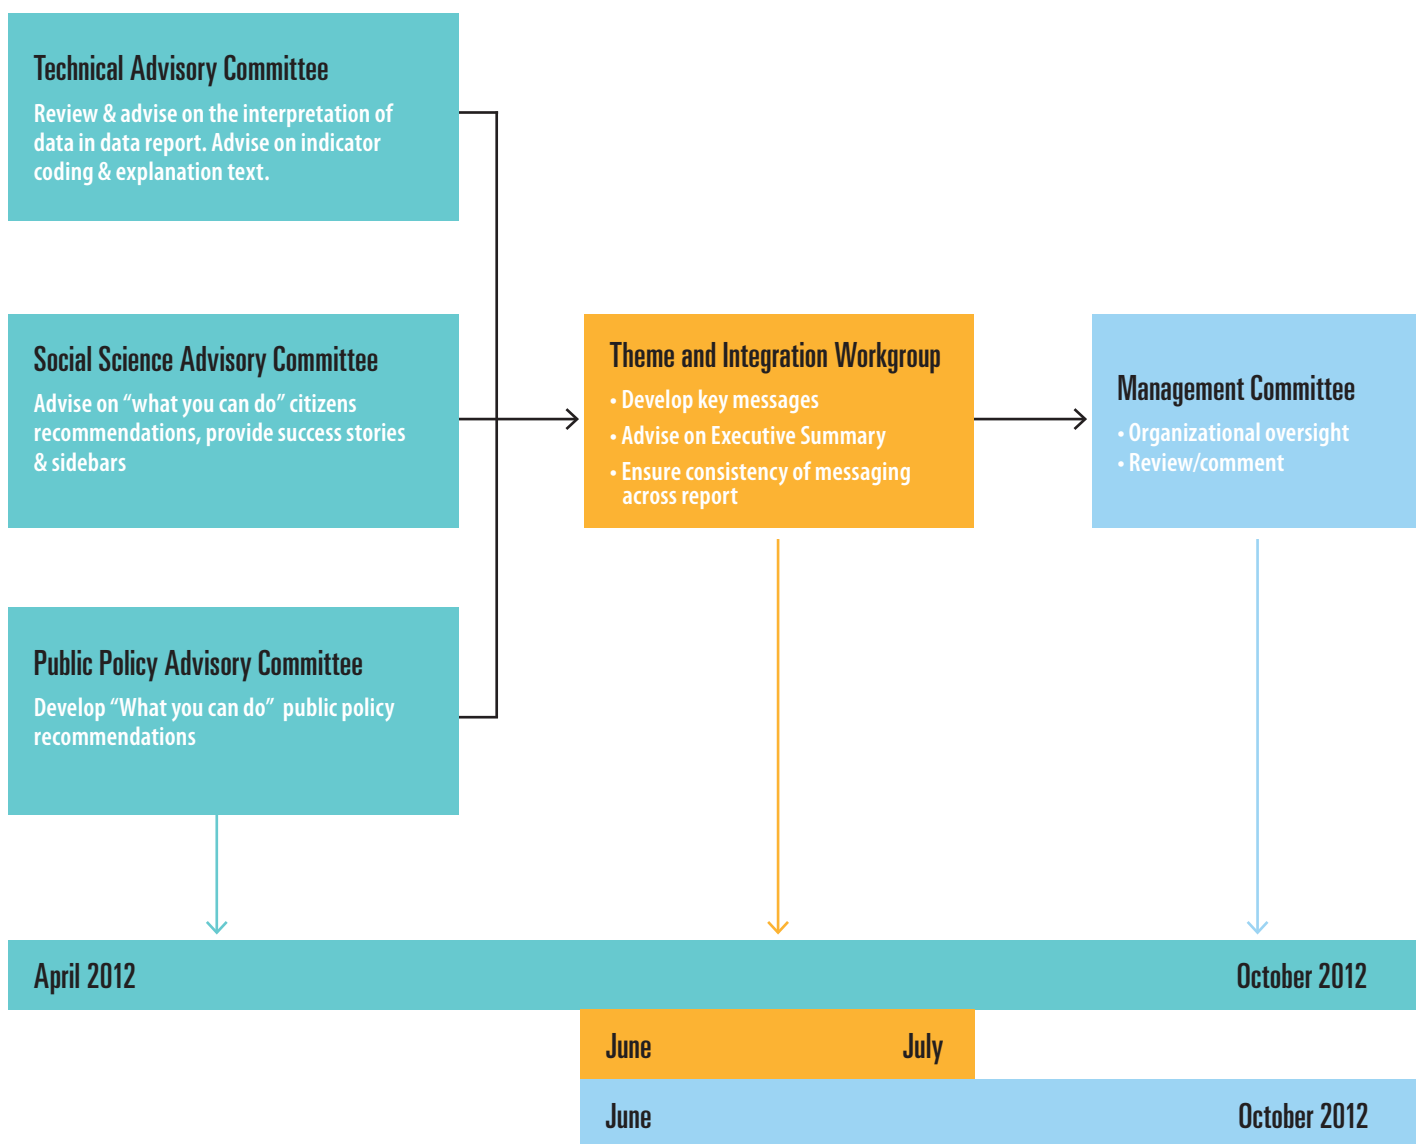 Technical Advisory Committee
Review & advise on the interpretation of
data in data report. Advise on indicator
coding & explanation text.
Social Science Advisory Committee
Advise on “what you can do” citizens
recommendations, provide success stories
& sidebars
Public Policy Advisory Committee
Develop “What you can do” public policy
recommendations
Theme and Integration Workgroup
• Develop key messages
• Advise on Executive Summary
• Ensure consistency of messaging
across report
Management Committee
• Organizational oversight
• Review/comment
April 2012 October 2012
June July
June October 2012